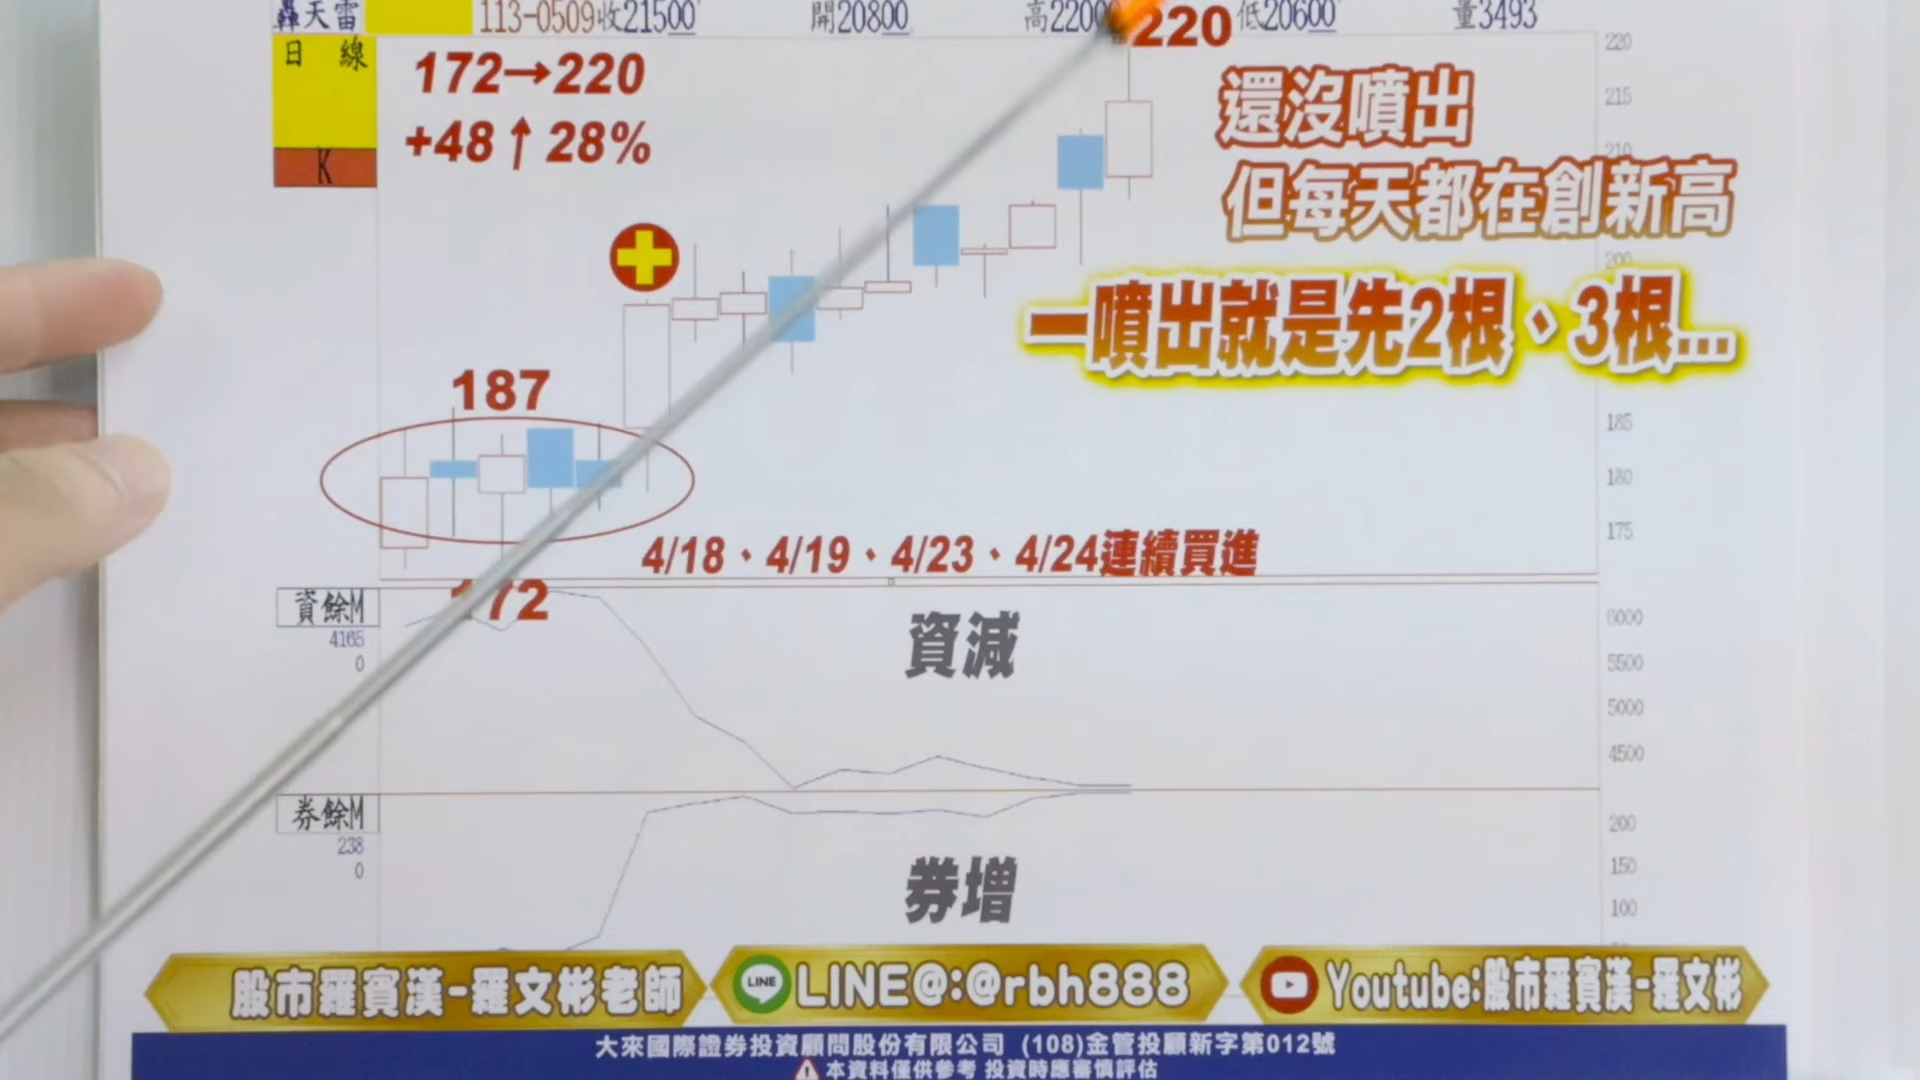 轟天雷 113-0509收21500 開20800 高22000 220 低20600 量3493
日線
K
172→220
+48↑28%
還沒噴出
但每天都在創新高
一噴出就是先2根、3根...
187
172
4/18、4/19、4/23、4/24連續買進
220
215
210
200
185
180
175
資餘M
4165
0
資減
6000
5500
5000
4500
券餘M
238
0
券增
200
150
100
股市羅賓漢-羅文彬老師
LINE LINE@:@rbh888
Youtube:股市羅賓漢-羅文彬
大來國際證券投資顧問股份有限公司 (108)金管投顧新字第012號
本資料僅供參考 投資時應審慎評估